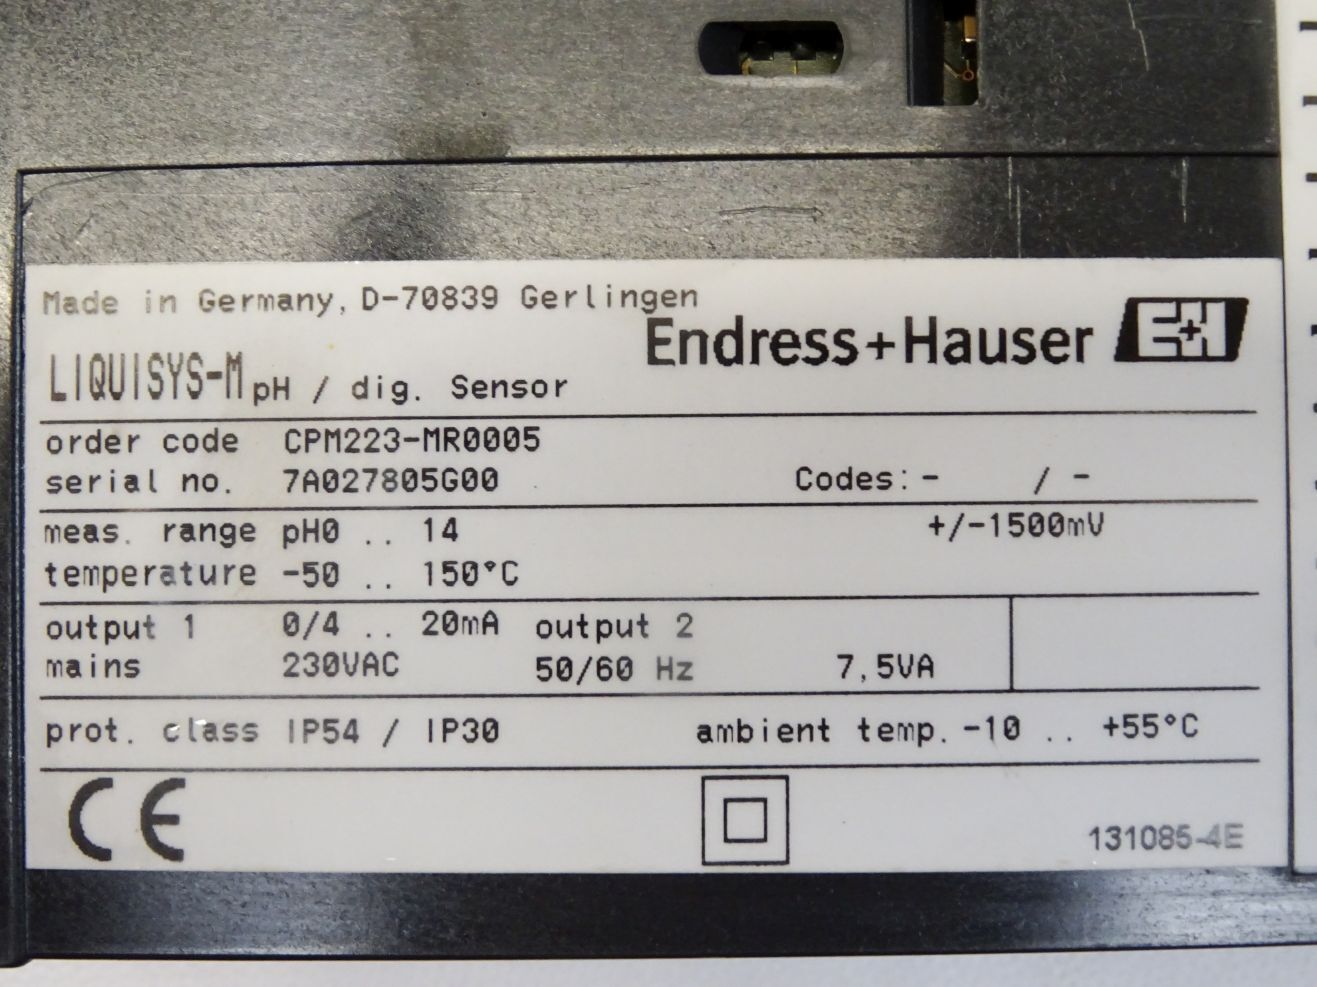 Made in Germany, D-70839 Gerlingen
Endress+Hauser E+H
LIQUISYS-M pH / dig. Sensor
order code CPM223-MR0005
serial no. 7A027805G00 Codes: - / -
meas. range pH0 .. 14 +/-1500mV
temperature -50 .. 150°C
output 1 0/4 .. 20mA output 2
mains 230VAC 50/60 Hz 7,5VA
prot. class IP54 / IP30 ambient temp. -10 .. +55°C
CE
131085-4E